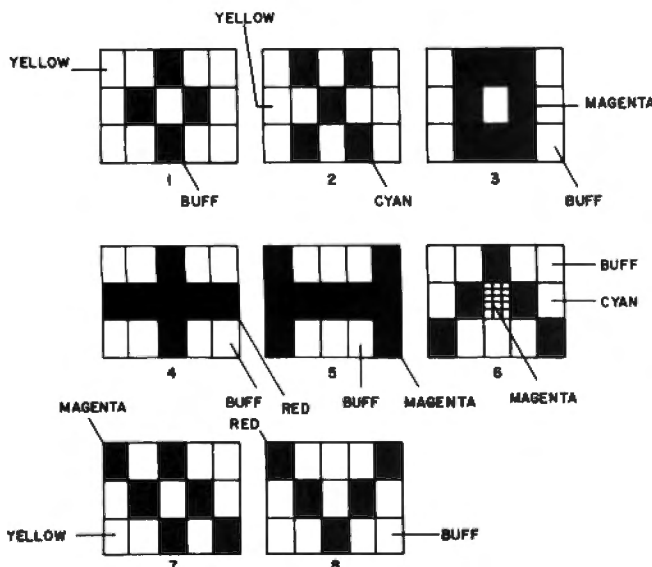 YELLOW
YELLOW
MAGENTA
BUFF
CYAN
BUFF
1
2
3
BUFF
CYAN
MAGENTA
BUFF
RED
BUFF
MAGENTA
4
5
6
MAGENTA
RED
YELLOW
BUFF
7
8